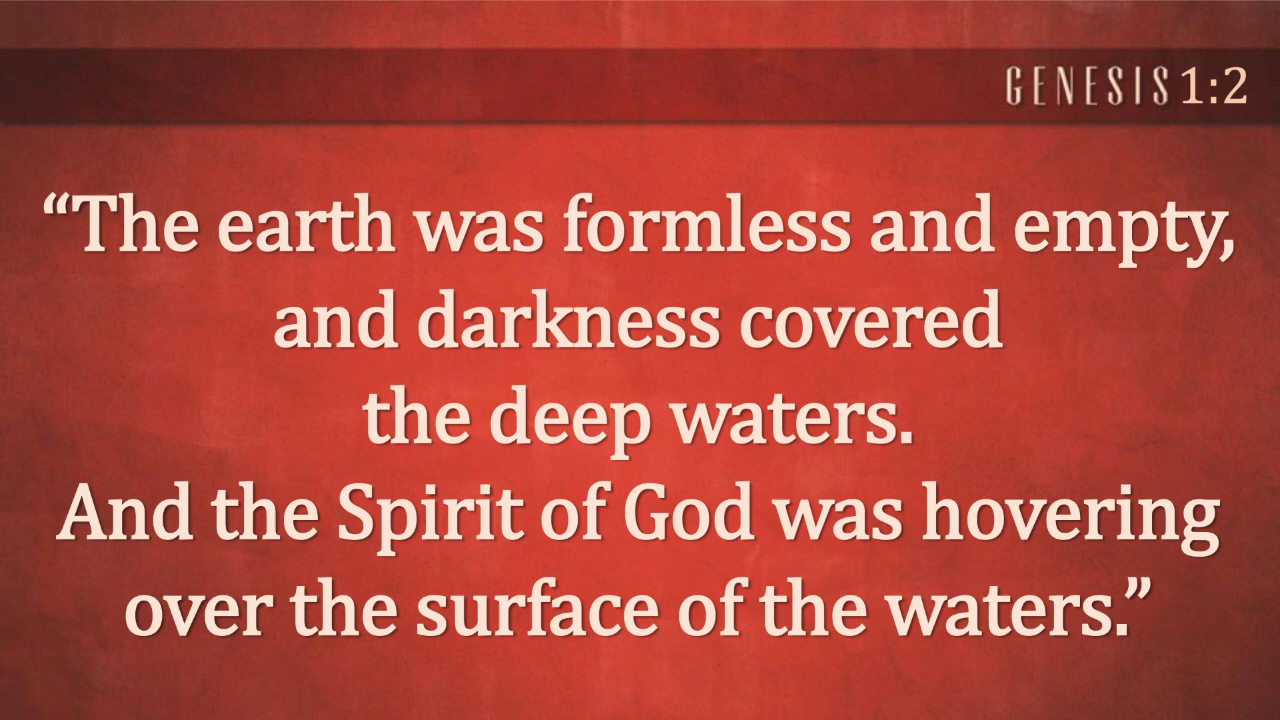 GENESIS 1:2
“The earth was formless and empty,
and darkness covered
the deep waters.
And the Spirit of God was hovering
over the surface of the waters.”